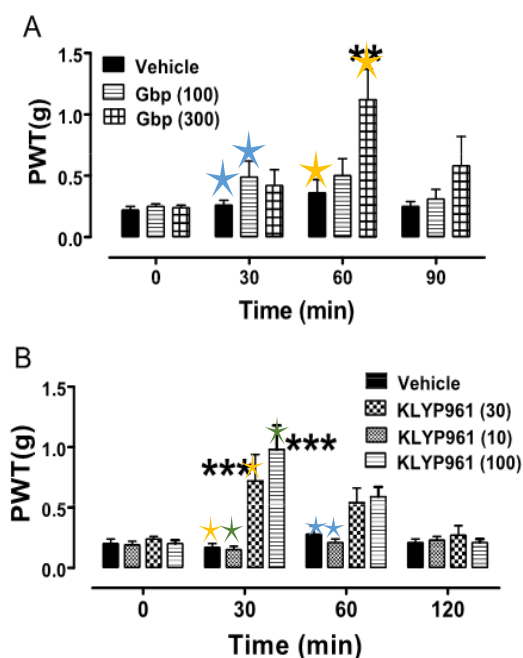 A
1.5
1.0
0.5
0.0
PWT(g)
Vehicle
Gbp (100)
Gbp (300)
**
0
30
60
90
Time (min)
B
1.5
1.0
0.5
0.0
PWT(g)
Vehicle
KLYP961 (30)
KLYP961 (10)
KLYP961 (100)
***
***
0
30
60
120
Time (min)